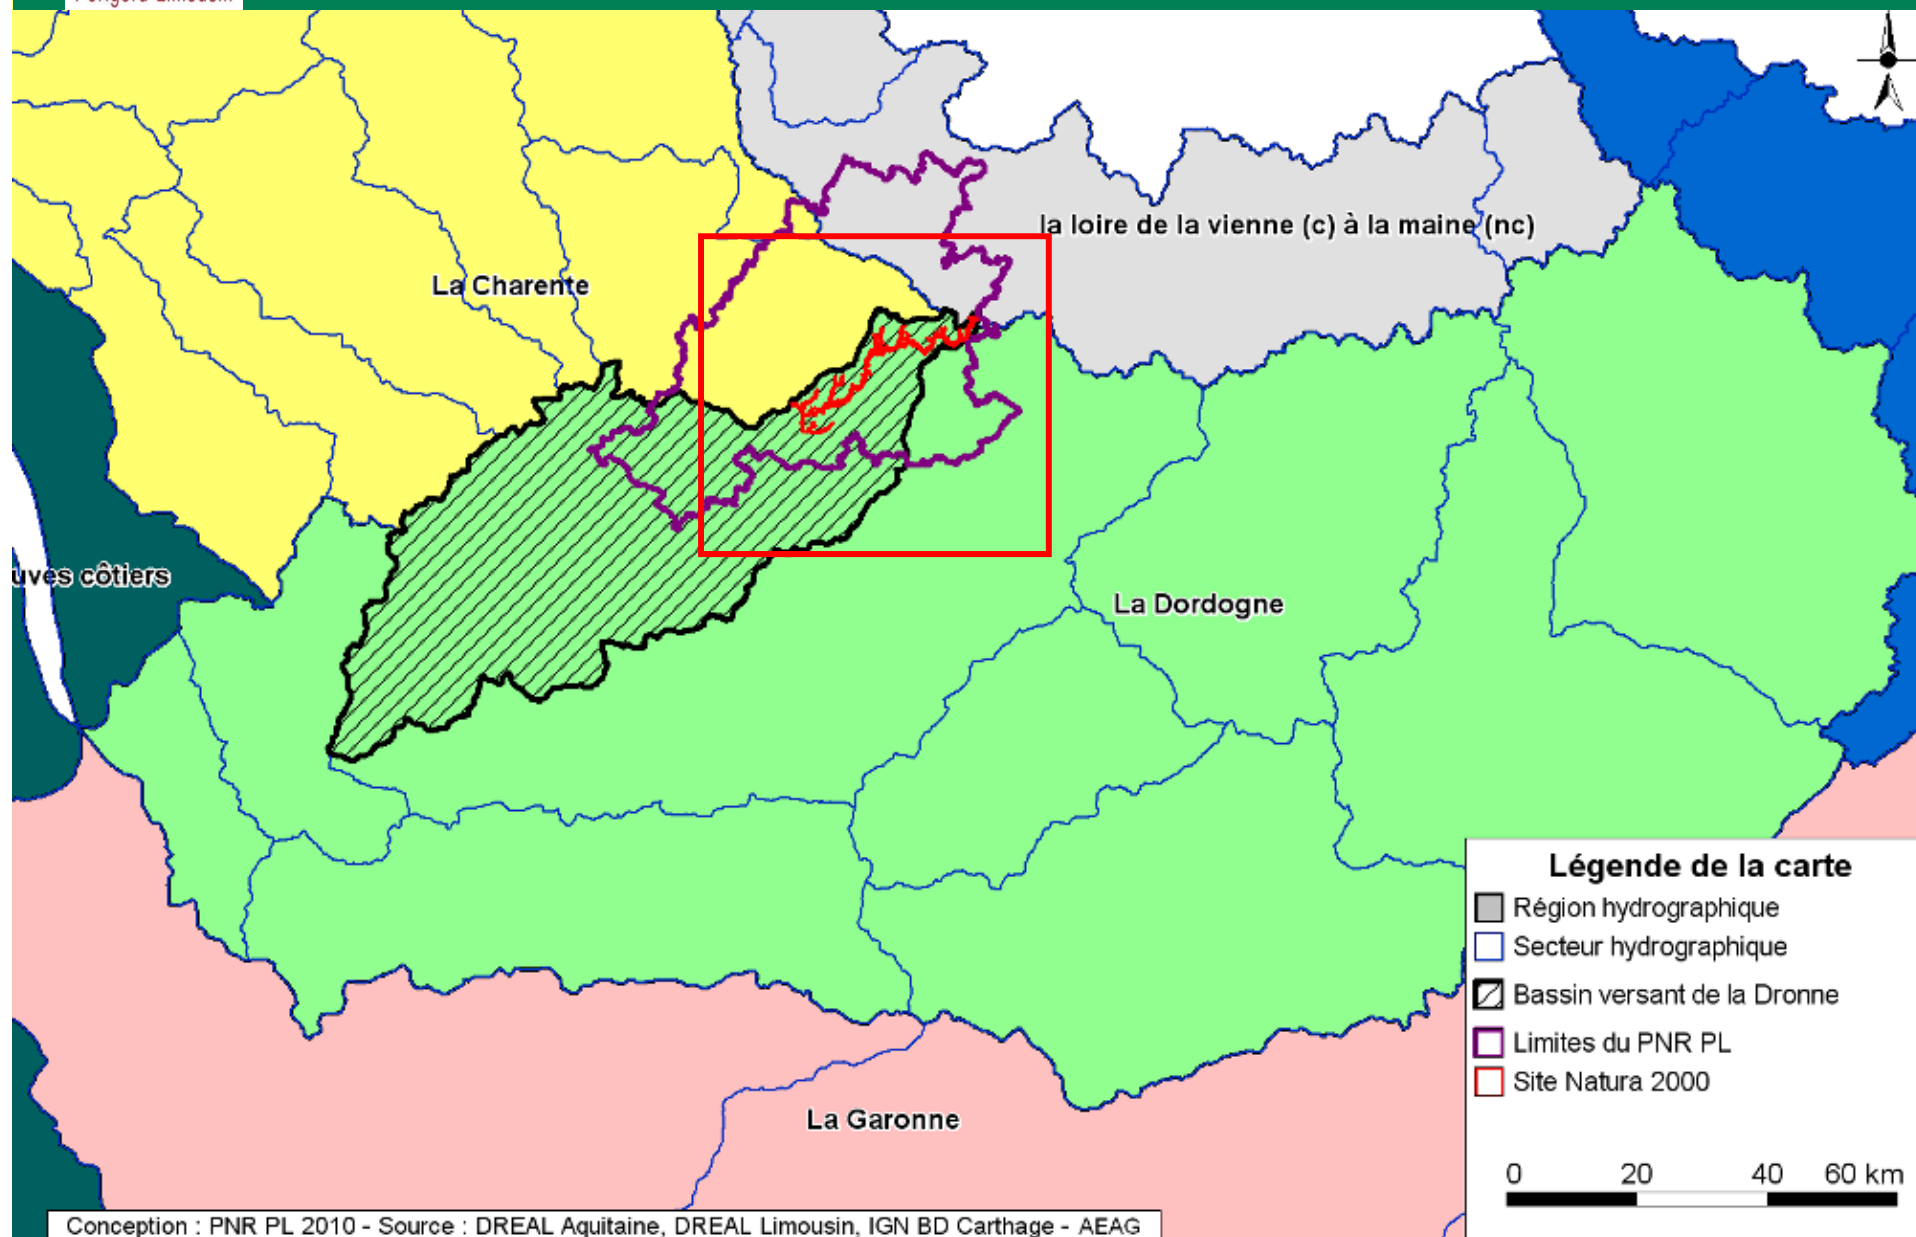 Périgord-Limousin
la loire de la vienne (c) à la maine (nc)
La Charente
uves côtiers
La Dordogne
La Garonne
Légende de la carte
Région hydrographique
Secteur hydrographique
Bassin versant de la Dronne
Limites du PNR PL
Site Natura 2000
0 20 40 60 km
Conception : PNR PL 2010 - Source : DREAL Aquitaine, DREAL Limousin, IGN BD Carthage - AEAG